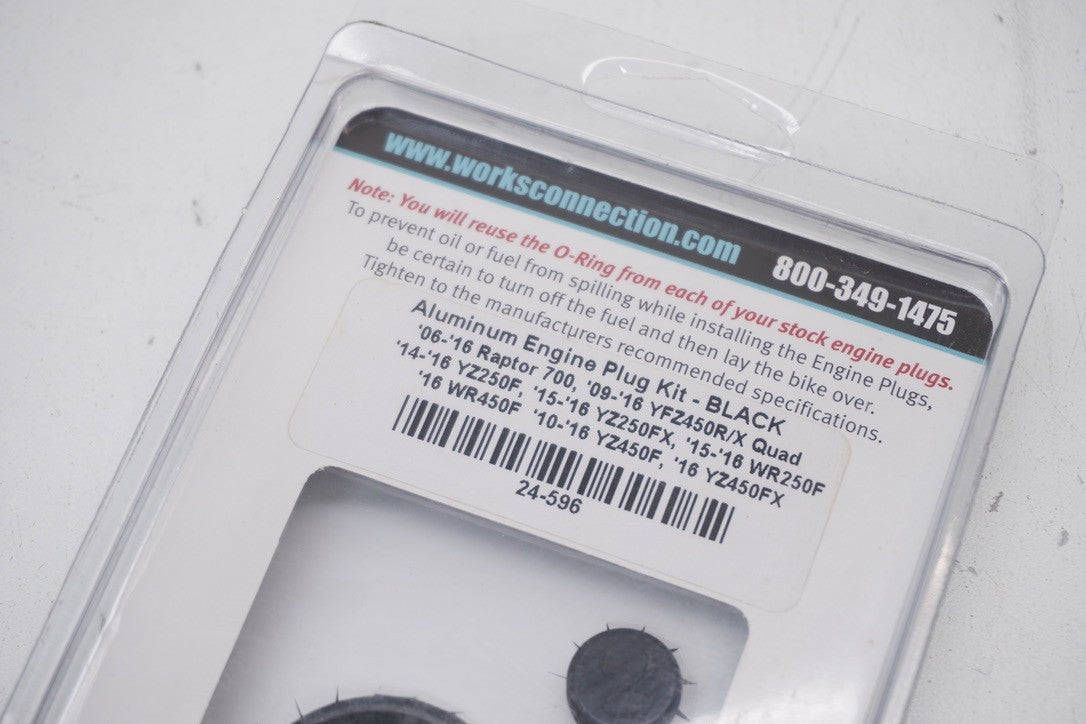 www.worksconnection.com
800-349-1475
Note: You will reuse the O-Ring from each of your stock engine plugs.
To prevent oil or fuel from spilling while installing the Engine Plugs,
be certain to turn off the fuel and then lay the bike over.
Tighten to the manufacturers recommended specifications.
Aluminum Engine Plug Kit - BLACK
'06-'16 Raptor 700, '09-'16 YFZ450R/X Quad
'14-'16 YZ250F, '15-'16 YZ250FX, '15-'16 WR250F
'16 WR450F '10-'16 YZ450F, '16 YZ450FX
24-596